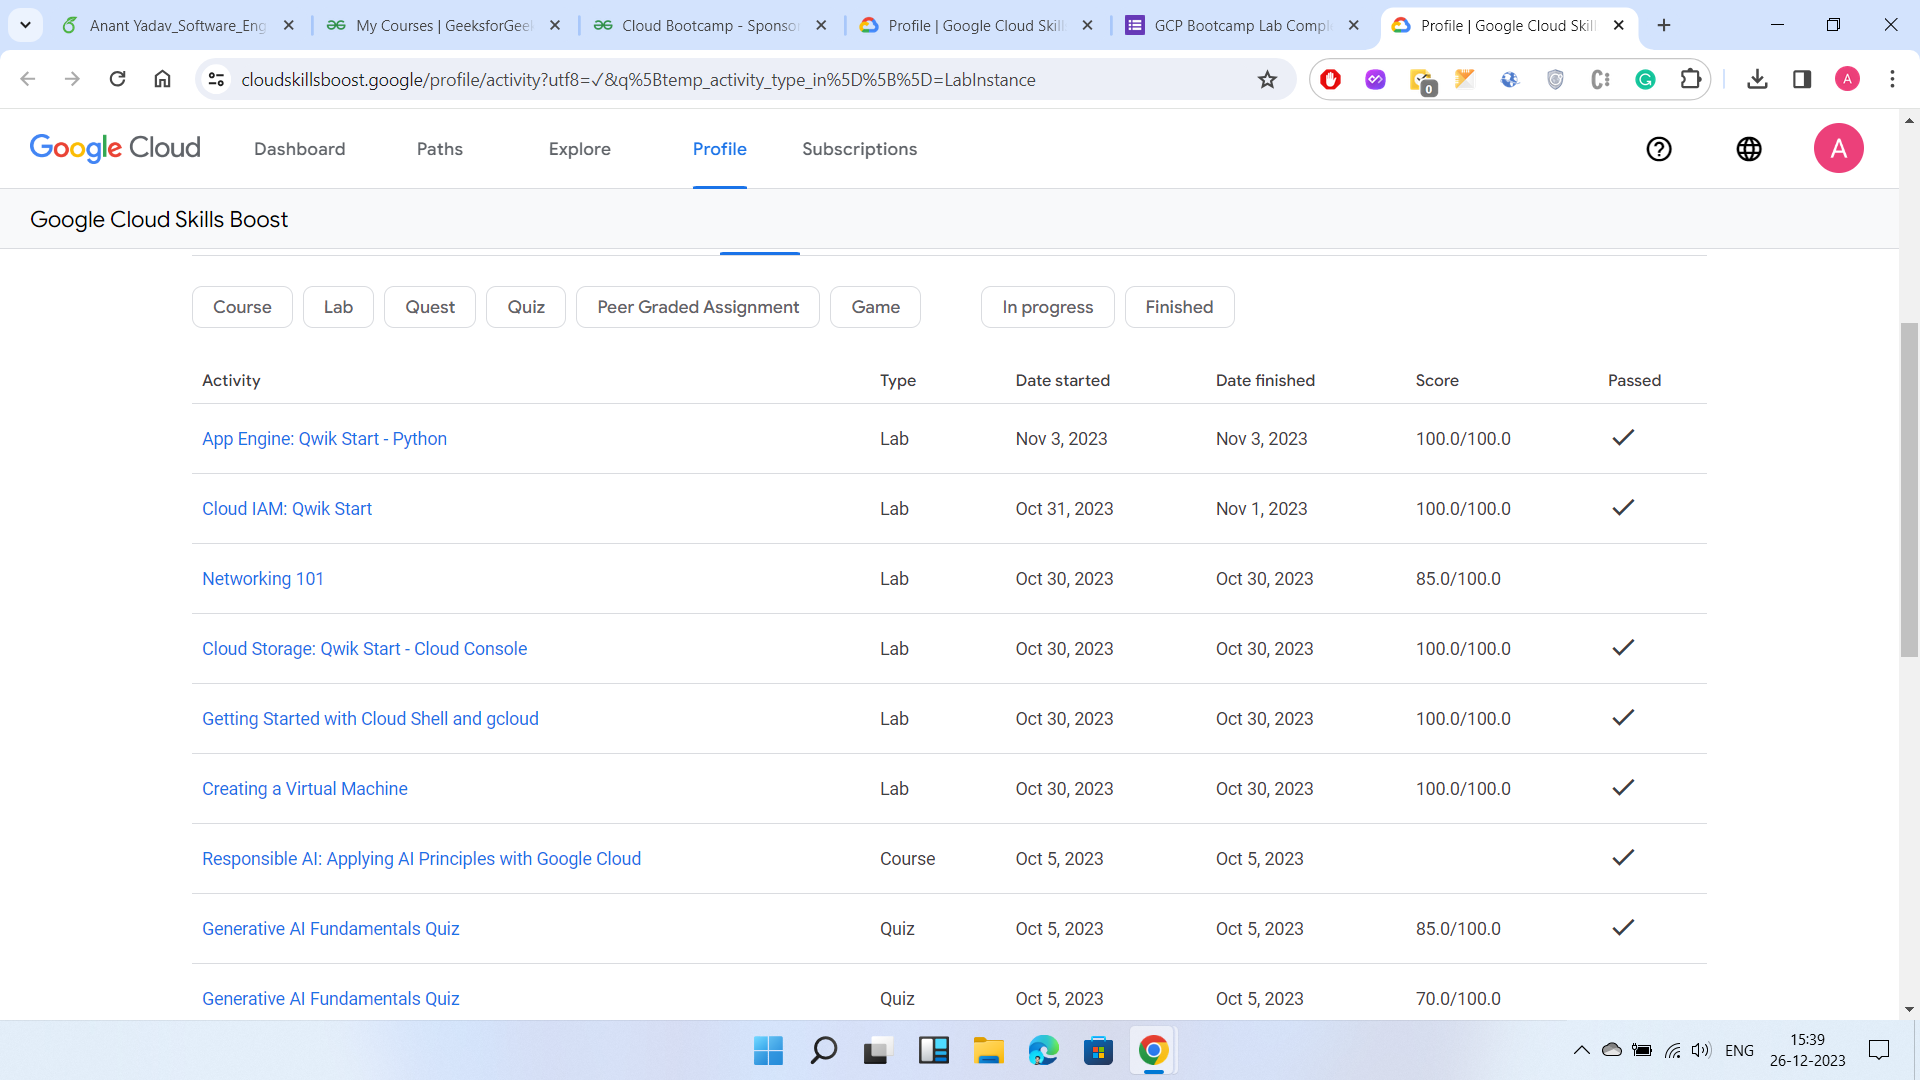 Anant Yadav_Software_Eng
My Courses | GeeksforGeek
Cloud Bootcamp - Sponsor
Profile | Google Cloud Skills
GCP Bootcamp Lab Comple
Profile | Google Cloud Skills
cloudskillsboost.google/profile/activity?utf8=✓&q%5Btemp_activity_type_in%5D%5B%5D=LabInstance
0
A
Google Cloud
Dashboard
Paths
Explore
Profile
Subscriptions
A
Google Cloud Skills Boost
Course
Lab
Quest
Quiz
Peer Graded Assignment
Game
In progress
Finished
Activity Type Date started Date finished Score Passed
App Engine: Qwik Start - Python Lab Nov 3, 2023 Nov 3, 2023 100.0/100.0
Cloud IAM: Qwik Start Lab Oct 31, 2023 Nov 1, 2023 100.0/100.0
Networking 101 Lab Oct 30, 2023 Oct 30, 2023 85.0/100.0
Cloud Storage: Qwik Start - Cloud Console Lab Oct 30, 2023 Oct 30, 2023 100.0/100.0
Getting Started with Cloud Shell and gcloud Lab Oct 30, 2023 Oct 30, 2023 100.0/100.0
Creating a Virtual Machine Lab Oct 30, 2023 Oct 30, 2023 100.0/100.0
Responsible AI: Applying AI Principles with Google Cloud Course Oct 5, 2023 Oct 5, 2023
Generative AI Fundamentals Quiz Quiz Oct 5, 2023 Oct 5, 2023 85.0/100.0
Generative AI Fundamentals Quiz Quiz Oct 5, 2023 Oct 5, 2023 70.0/100.0
ENG
15:39
26-12-2023